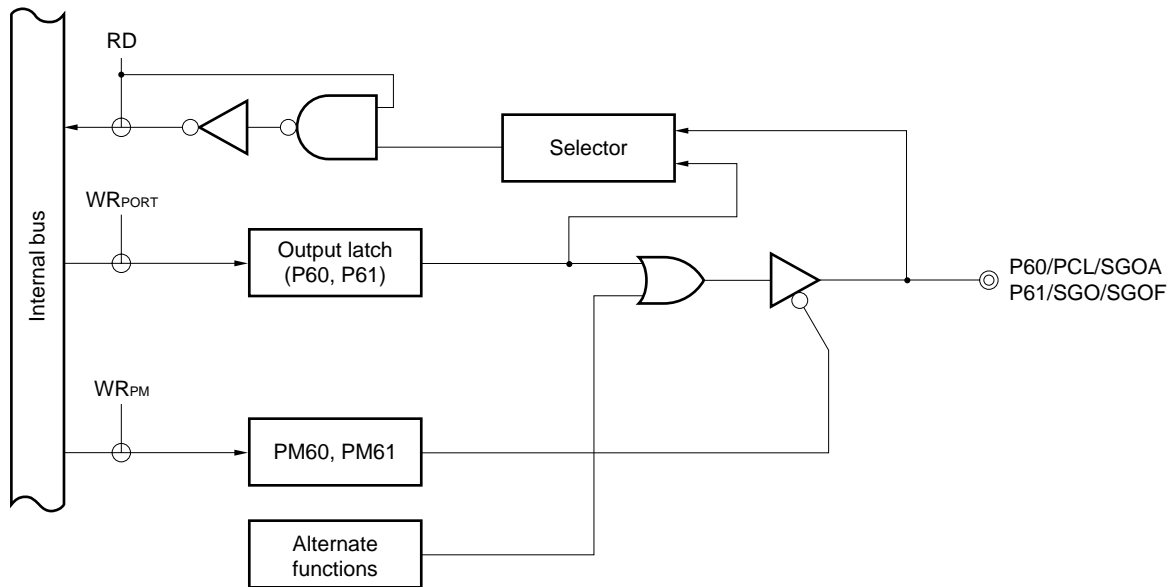 RD
Selector
WRPORT
Output latch
(P60, P61)
Internal bus
P60/PCL/SGOA
P61/SGO/SGOF
WRPM
PM60, PM61
Alternate
functions